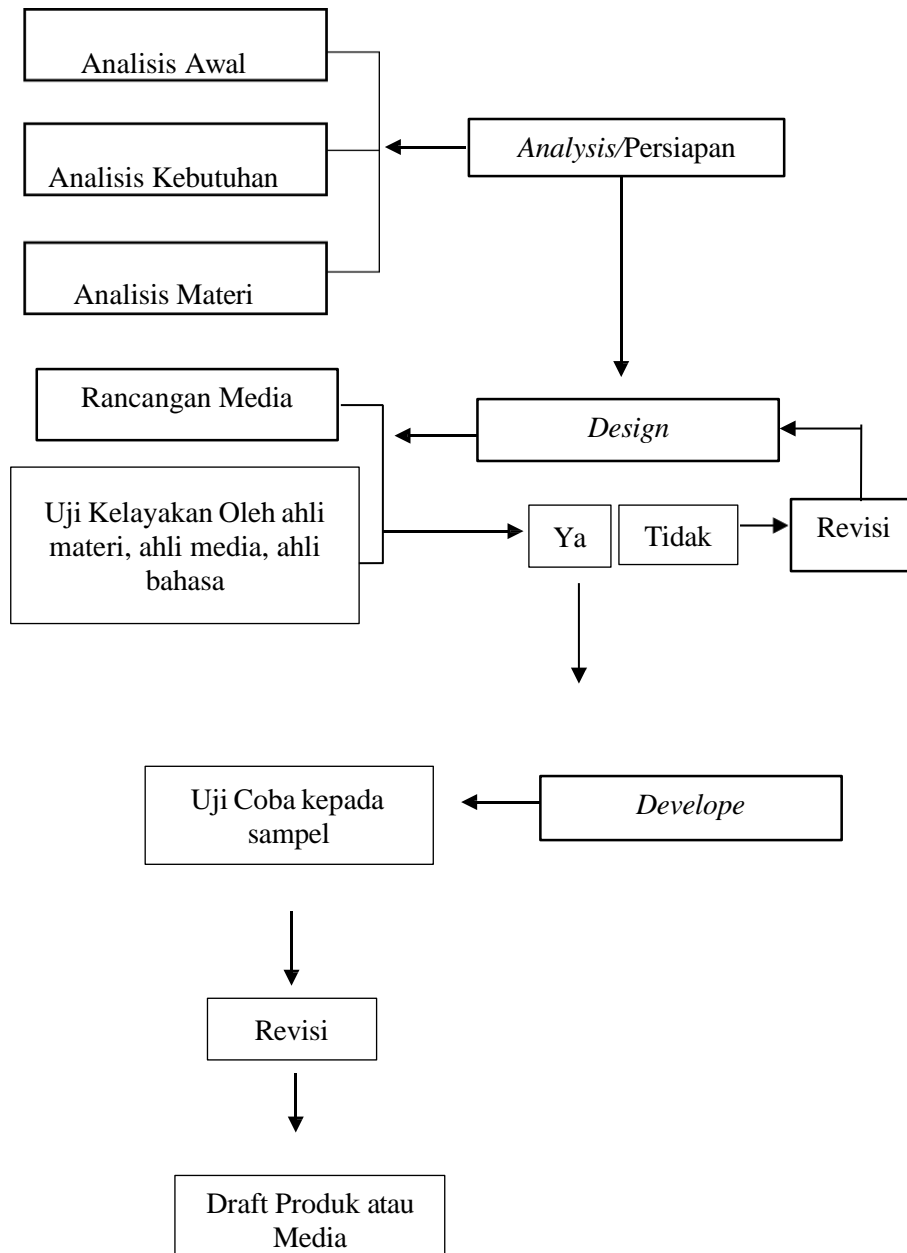 Analisis Awal
Analysis/Persiapan
Analisis Kebutuhan
Analisis Materi
Rancangan Media
Design
Uji Kelayakan Oleh ahli
materi, ahli media, ahli
bahasa
Ya
Tidak
Revisi
Uji Coba kepada
sampel
Develope
Revisi
Draft Produk atau
Media